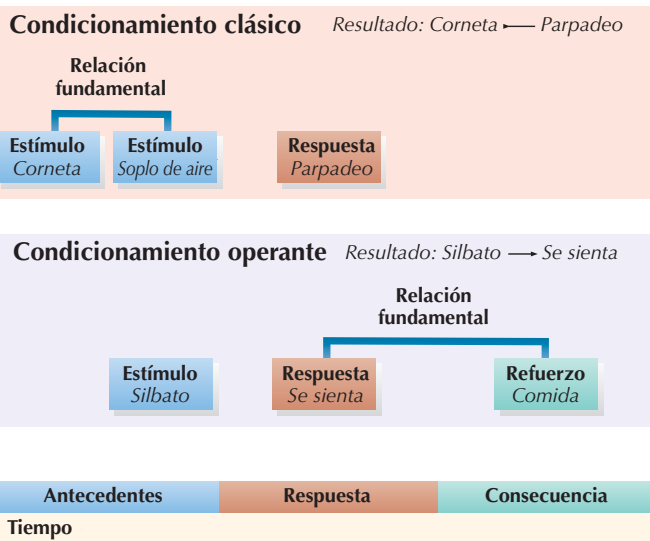 Condicionamiento clásico Resultado: Corneta — Parpadeo
Relación
fundamental
Estímulo Estímulo Respuesta
Corneta Soplo de aire Parpadeo
Condicionamiento operante Resultado: Silbato → Se sienta
Relación
fundamental
Estímulo Respuesta Refuerzo
Silbato Se sienta Comida
Antecedentes Respuesta Consecuencia
Tiempo